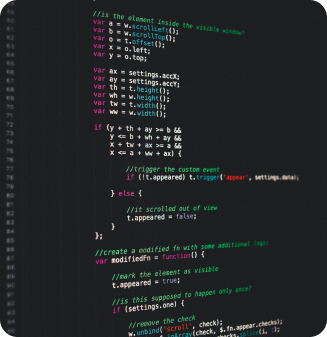 //is the element inside the visible window?
var a = w.scrollLeft();
var b = w.scrollTop();
var o = t.offset();
var x = o.left;
var y = o.top;
var ax = settings.accX;
var ay = settings.accY;
var th = t.height();
var wh = w.height();
var tw = t.width();
var ww = w.width();
if (y + th + ay >= b &&
y <= b + wh + ay &&
x + tw + ax >= a &&
x <= a + ww + ax) {
//trigger the custom event
if (!t.appeared) t.trigger('appear', settings.data);
} else {
//it scrolled out of view
t.appeared = false;
}
};
//create a modified fn with some additional logic
var modifiedFn = function() {
//mark the element as visible
t.appeared = true;
//is this supposed to happen only once?
if (settings.one) {
//remove the check
w.unbind('scroll', check);
inArray(check, $.fn.appear.checks);